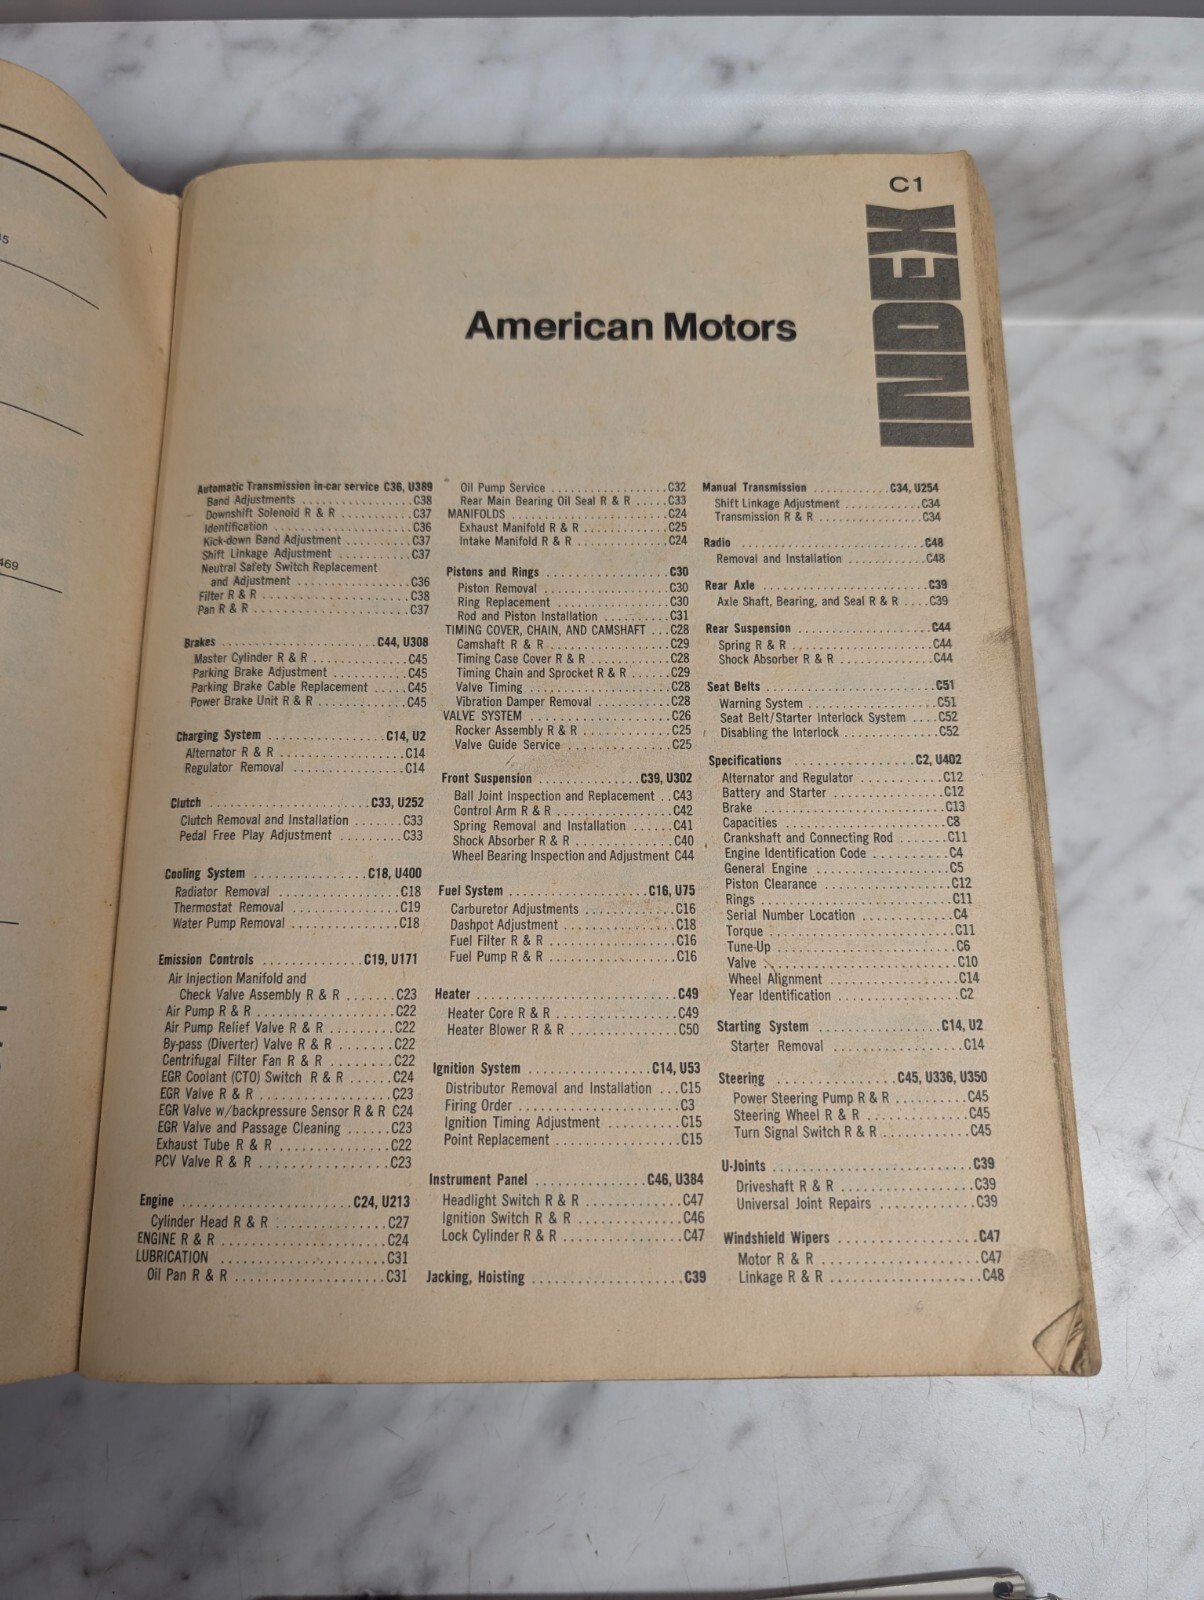 15
469
C1
INDEX
American Motors
Automatic Transmission in-car service C36, U389
Band Adjustments ................ C38
Downshift Solenoid R & R ........... C37
Identification ..................... C36
Kick-down Band Adjustment .......... C37
Shift Linkage Adjustment ........... C37
Neutral Safety Switch Replacement
and Adjustment ................ C36
Filter R & R ...................... C38
Pan R & R ....................... C37
Brakes ....................... C44, U308
Master Cylinder R & R .............. C45
Parking Brake Adjustment ........... C45
Parking Brake Cable Replacement ..... C45
Power Brake Unit R & R ............. C45
Charging System ................ C14, U2
Alternator R & R .................. C14
Regulator Removal ................ C14
Clutch ...................... C33, U252
Clutch Removal and Installation ....... C33
Pedal Free Play Adjustment ......... C33
Cooling System ................ C18, U400
Radiator Removal ................ C18
Thermostat Removal ............... C19
Water Pump Removal .............. C18
Emission Controls ............. C19, U171
Air Injection Manifold and
Check Valve Assembly R & R ....... C23
Air Pump R & R .................. C22
Air Pump Relief Valve R & R ......... C22
By-pass (Diverter) Valve R & R ....... C22
Centrifugal Filter Fan R & R ......... C22
EGR Coolant (CTO) Switch R & R ...... C24
EGR Valve R & R .................. C23
EGR Valve w/backpressure Sensor R & R C24
EGR Valve and Passage Cleaning ...... C23
Exhaust Tube R & R ............... C22
PCV Valve R & R ................. C23
Engine ....................... C24, U213
Cylinder Head R & R .............. C27
ENGINE R & R ..................... C24
LUBRICATION ...................... C31
Oil Pan R & R .................... C31
Oil Pump Service ................. C32
Rear Main Bearing Oil Seal R & R ..... C33
MANIFOLDS ...................... C24
Exhaust Manifold R & R ............ C25
Intake Manifold R & R .............. C24
Pistons and Rings ................. C30
Piston Removal .................. C30
Ring Replacement ................ C30
Rod and Piston Installation .......... C31
TIMING COVER, CHAIN, AND CAMSHAFT ... C28
Camshaft R & R .................. C29
Timing Case Cover R & R ........... C28
Timing Chain and Sprocket R & R ...... C29
Valve Timing .................... C28
Vibration Damper Removal .......... C28
VALVE SYSTEM .................... C26
Rocker Assembly R & R ............ C25
Valve Guide Service ............... C25
Front Suspension .............. C39, U302
Ball Joint Inspection and Replacement .. C43
Control Arm R & R ................ C42
Spring Removal and Installation ...... C41
Shock Absorber R & R ............. C40
Wheel Bearing Inspection and Adjustment C44
Fuel System ................... C16, U75
Carburetor Adjustments ............ C16
Dashpot Adjustment ............... C18
Fuel Filter R & R ................. C16
Fuel Pump R & R ................. C16
Heater ............................ C49
Heater Core R & R ................ C49
Heater Blower R & R .............. C50
Ignition System ................. C14, U53
Distributor Removal and Installation ... C15
Firing Order ...................... C3
Ignition Timing Adjustment .......... C15
Point Replacement ................ C15
Instrument Panel .............. C46, U384
Headlight Switch R & R ............. C47
Ignition Switch R & R .............. C46
Lock Cylinder R & R ............... C47
Jacking, Hoisting .................... C39
Manual Transmission ........... C34, U254
Shift Linkage Adjustment ........... C34
Transmission R & R ............... C34
Radio ............................ C48
Removal and Installation ........... C48
Rear Axle ......................... C39
Axle Shaft, Bearing, and Seal R & R .... C39
Rear Suspension ................... C44
Spring R & R .................... C44
Shock Absorber R & R ............. C44
Seat Belts ........................ C51
Warning System .................. C51
Seat Belt/Starter Interlock System .... C52
Disabling the Interlock .............. C52
Specifications ................ C2, U402
Alternator and Regulator ........... C12
Battery and Starter ................ C12
Brake .......................... C13
Capacities ....................... C8
Crankshaft and Connecting Rod ....... C11
Engine Identification Code .......... C4
General Engine ................... C5
Piston Clearance ................. C12
Rings .......................... C11
Serial Number Location ............ C4
Torque ......................... C11
Tune-Up ........................ C6
Valve .......................... C10
Wheel Alignment ................. C14
Year Identification ................ C2
Starting System ................ C14, U2
Starter Removal .................. C14
Steering ................ C45, U336, U350
Power Steering Pump R & R .......... C45
Steering Wheel R & R .............. C45
Turn Signal Switch R & R ........... C45
U-Joints .......................... C39
Driveshaft R & R ................. C39
Universal Joint Repairs ............. C39
Windshield Wipers .................. C47
Motor R & R ..................... C47
Linkage R & R ................... C48